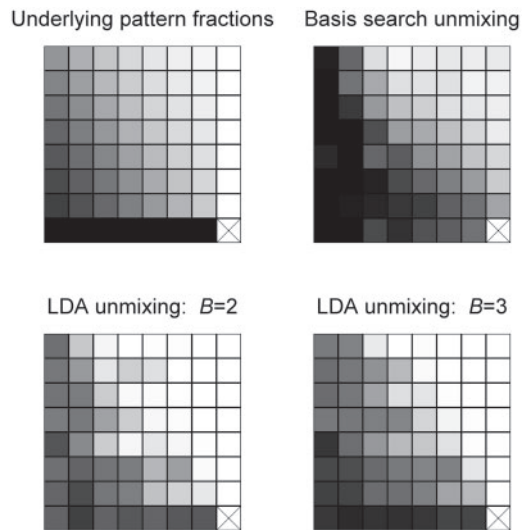 Underlying pattern fractions
Basis search unmixing
LDA unmixing: B=2
LDA unmixing: B=3